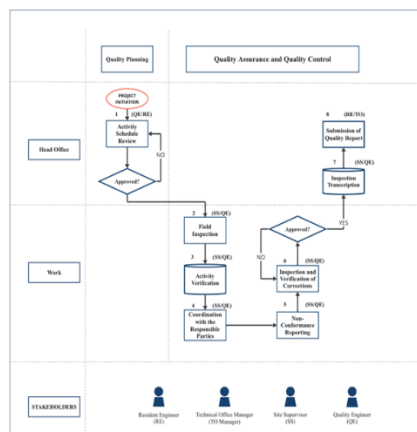 Quality Planning
Quality Assurance and Quality Control
PROJECT
INITIATION
1 (QE/RE)
Activity
Schedule
Review
NO
Approved?
Head Office
8 (RE/TO)
Submission of
Quality Report
7 (SS/QE)
Inspection
Transcription
YES
2 (SS/QE)
Field
Inspection
3 (SS/QE)
Activity
Verification
4 (SS/QE)
Coordination
with the
Responsible
Parties
Work
Approved?
NO
6 (SS/QE)
Inspection and
Verification of
Corrections
5 (SS/QE)
Non-
Conformance
Reporting
STAKEHOLDERS
Resident Engineer
(RE)
Technical Office Manager
(TO Manager)
Site Supervisor
(SS)
Quality Engineer
(QE)